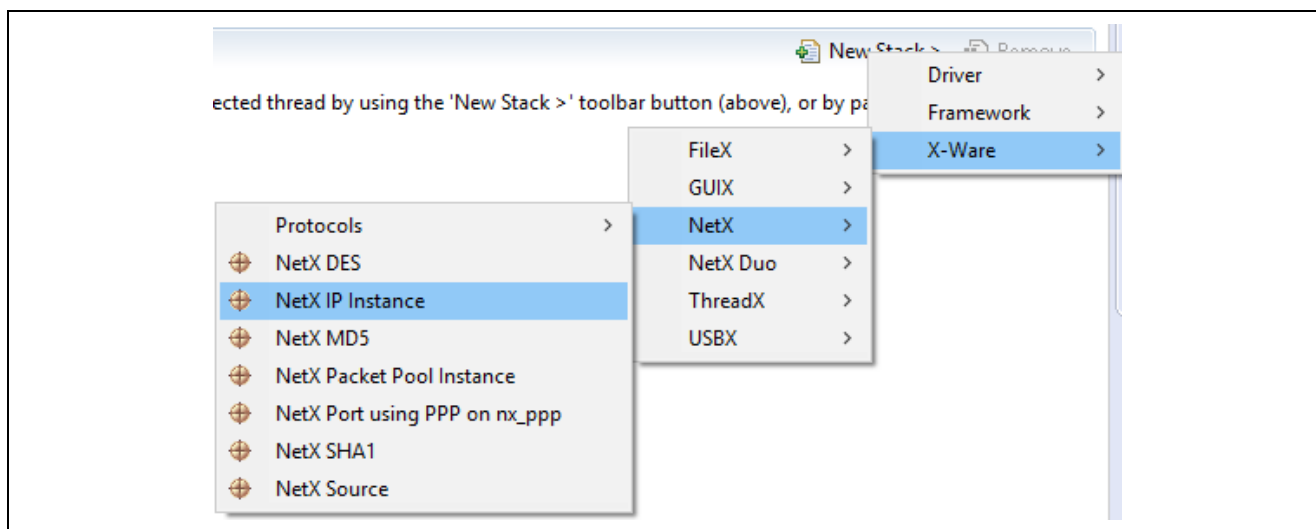 New Stack > Remove
ected thread by using the 'New Stack >' toolbar button (above), or by pa
Driver >
Framework >
X-Ware >
FileX >
GUIX >
NetX >
NetX Duo >
ThreadX >
USBX >
Protocols >
NetX DES
NetX IP Instance
NetX MD5
NetX Packet Pool Instance
NetX Port using PPP on nx_ppp
NetX SHA1
NetX Source